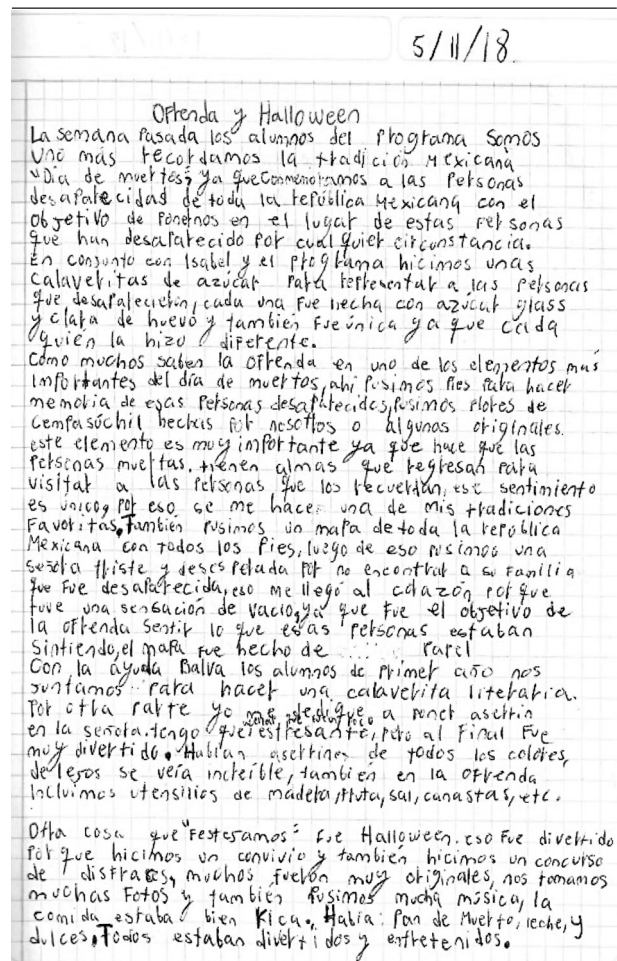 5/11/18
Ofrenda y Halloween
La semana pasada los alumnos del programa Somos
uno más recordamos la tradición Mexicana
"Día de muertos", ya que conmemoramos a las personas
desaparecidad de toda la república Mexicana con el
objetivo de ponernos en el lugar de estas personas
que han desaparecido por cualquier circunstancia.
En conjunto con Isabel y el programa hicimos unas
calaveritas de azúcar para representar a las personas
que desaparecieron, cada una fue hecha con azúcar glass
y clara de huevo y también fue única ya que cada
quién la hizo diferente.
Como muchos saben la ofrenda en uno de los elementos más
importantes del día de muertos, ahí pusimos pies para hacer
memoria de esas personas desaparecidas, pusimos flores de
Cempasóchil hechas por nosotros o algunas originales.
este elemento es muy importante ya que hace que las
personas muertas. tienen almas que regresan para
visitar a las personas que los recuerdan, ese sentimiento
es único, por eso se me hacer una de mis tradiciones
favoritas, También pusimos un mapa de toda la república
Mexicana con todos los pies, luego de eso pusimos una
señora triste y desesperada por no encontrar a su familia
que fue desaparecida, eso me llegó al corazón porque
tuve una sensación de vacio, ya que fue el objetivo de
la ofrenda sentir lo que esas personas estaban
sintiendo, el mapa fue hecho de papel
Con la ayuda Balva los alumnos de primer año nos
juntamos para hacer una calaverita literaria.
Por otra parte yo me dedique a poner aserrin
en la señora. tengo que fue un poco estresante, pero al final fue
muy divertido. Habían aserrines de todos los colores,
de lejos se veía increíble, también en la ofrenda
incluimos utensilios de madera, fruta, sal, canastas, etc.
Otra cosa que "festejamos" fue Halloween. eso fue divertido
por que hicimos un convivio y también hicimos un concurso
de disfraces, muchos fueron muy originales, nos tomamos
muchas fotos y también pusimos mucha música, la
comida estaba bien rica., Había: Pan de Muerto, leche, y
dulces, Todos estaban divertidos y entretenidos.